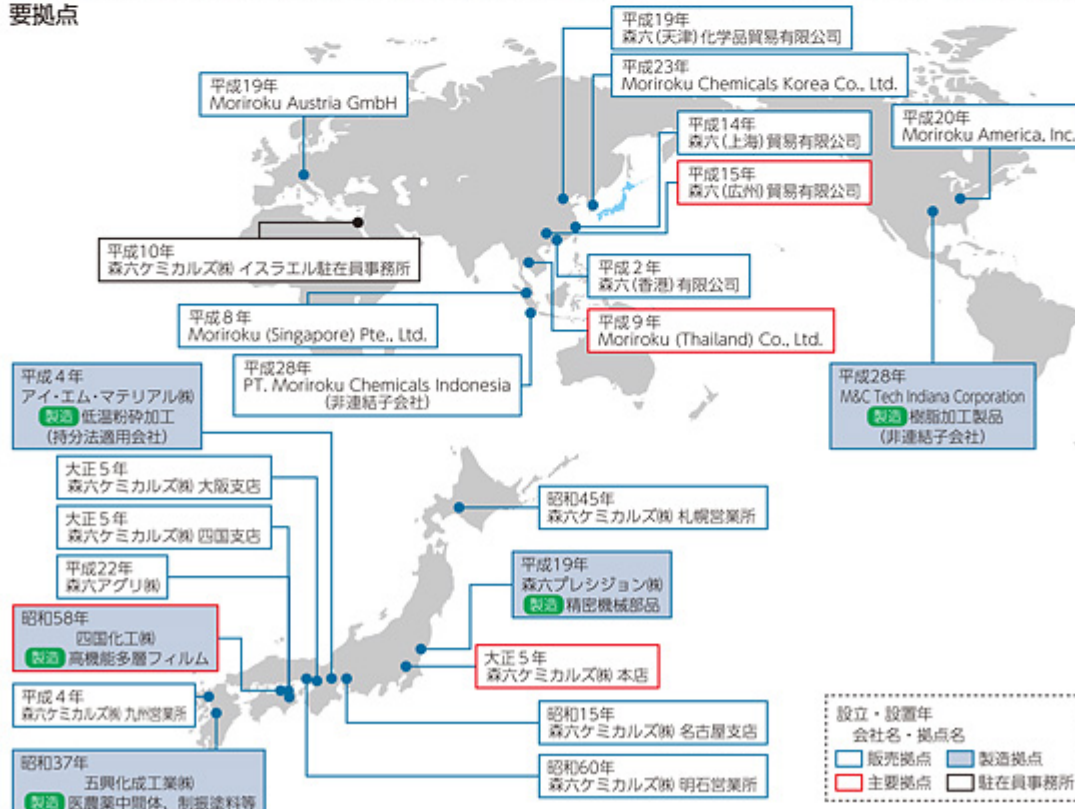 要拠点
平成19年
森六(天津)化学品貿易有限公司
平成23年
Moriroku Chemicals Korea Co., Ltd.
平成19年
Moriroku Austria GmbH
平成14年
森六(上海)貿易有限公司
平成20年
Moriroku America, Inc.
平成15年
森六(広州)貿易有限公司
平成10年
森六ケミカルズ㈱ イスラエル駐在員事務所
平成2年
森六(香港)有限公司
平成8年
Moriroku (Singapore) Pte., Ltd.
平成9年
Moriroku (Thailand) Co., Ltd.
平成28年
PT. Moriroku Chemicals Indonesia
(非連結子会社)
平成28年
M&C Tech Indiana Corporation
製造 樹脂加工製品
(非連結子会社)
平成4年
アイ・エム・マテリアル㈱
製造 低温粉砕加工
(持分法適用会社)
大正5年
森六ケミカルズ㈱ 大阪支店
大正5年
森六ケミカルズ㈱ 四国支店
平成22年
森六アグリ㈱
昭和58年
四国化工㈱
製造 高機能多層フィルム
平成4年
森六ケミカルズ㈱ 九州営業所
昭和37年
五興化成工業㈱
製造 医農薬中間体、制振塗料等
昭和45年
森六ケミカルズ㈱ 札幌営業所
平成19年
森六プレシジョン㈱
製造 精密機械部品
大正5年
森六ケミカルズ㈱ 本店
昭和15年
森六ケミカルズ㈱ 名古屋支店
昭和60年
森六ケミカルズ㈱ 明石営業所
設立・設置年
会社名・拠点名
販売拠点 製造拠点
主要拠点 駐在員事務所